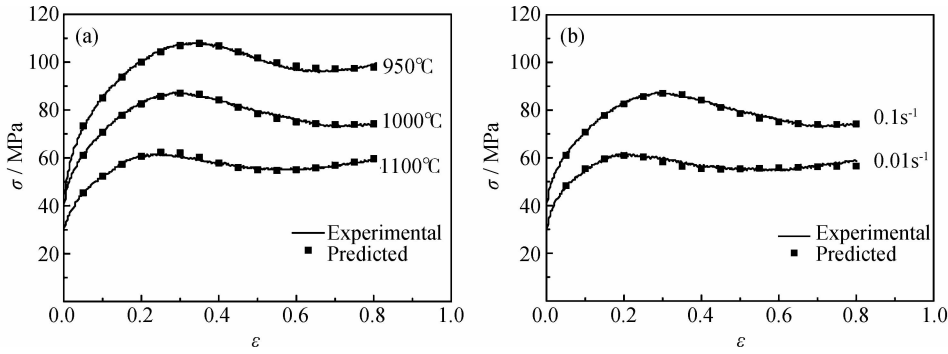 120
100
80
60
40
20
σ / MPa
(a)
950℃
1000℃
1100℃
Experimental
Predicted
0.0 0.2 0.4 0.6 0.8 1.0
ε
120
100
80
60
40
20
0
σ / MPa
(b)
0.1s⁻¹
0.01s⁻¹
Experimental
Predicted
0.0 0.2 0.4 0.6 0.8 1.0
ε